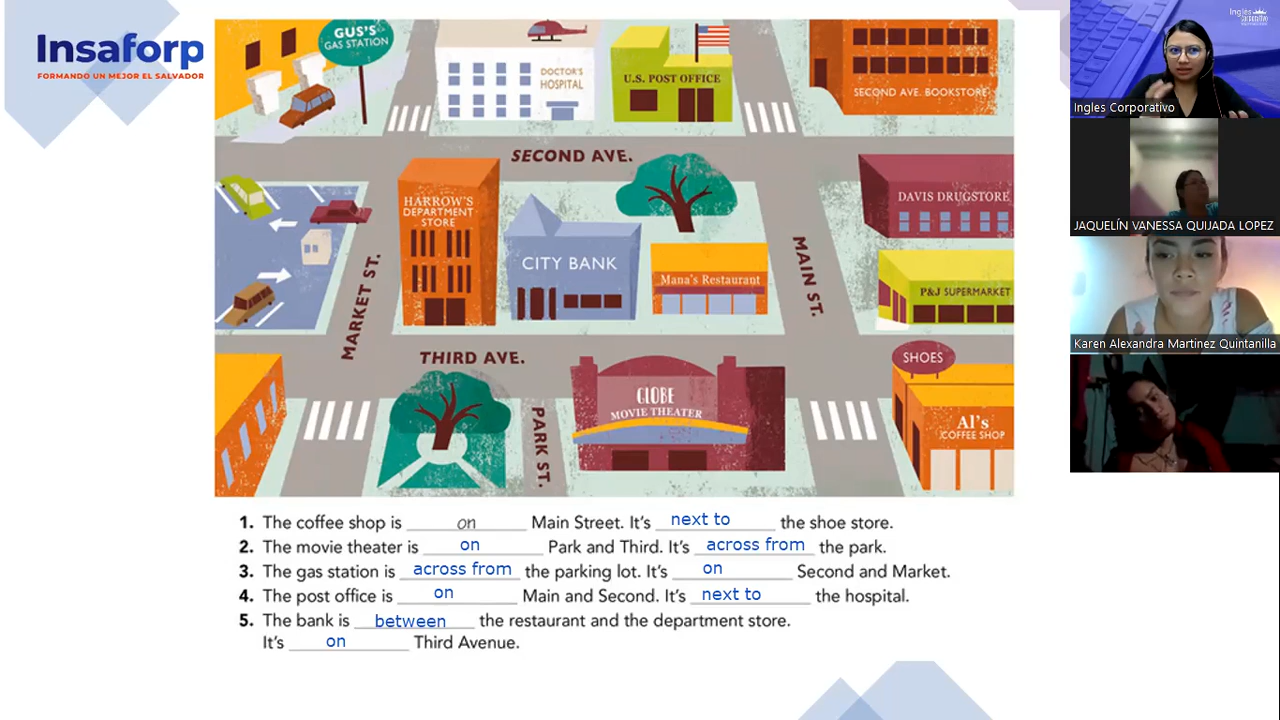 Insaforp
FORMANDO UN MEJOR EL SALVADOR
GUS'S
GAS STATION
DOCTOR'S
HOSPITAL
U.S. POST OFFICE
SECOND AVE. BOOKSTORE
SECOND AVE.
HARROW'S
DEPARTMENT
STORE
CITY BANK
Mana's Restaurant
DAVIS DRUGSTORE
P&J SUPERMARKET
MARKET ST.
MAIN ST.
THIRD AVE.
PARK ST.
GLOBE
MOVIE THEATER
SHOES
Al's
COFFEE SHOP
1. The coffee shop is on Main Street. It's next to the shoe store.
2. The movie theater is on Park and Third. It's across from the park.
3. The gas station is across from the parking lot. It's on Second and Market.
4. The post office is on Main and Second. It's next to the hospital.
5. The bank is between the restaurant and the department store.
It's on Third Avenue.
Ingles Corporativo
JAQUELÍN VANESSA QUIJADA LOPEZ
Karen Alexandra Martinez Quintanilla